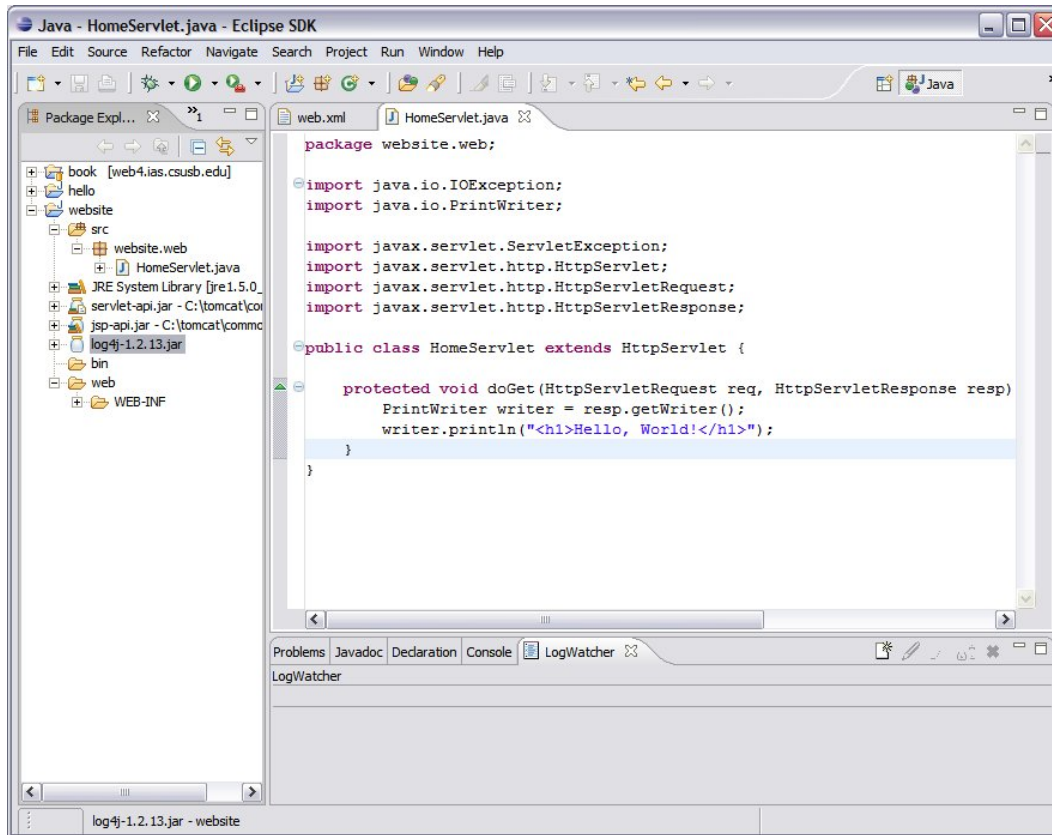 Java - HomeServlet.java - Eclipse SDK
File Edit Source Refactor Navigate Search Project Run Window Help
Java
Package Expl...
1
web.xml
HomeServlet.java
book [web4.ias.csusb.edu]
hello
website
src
website.web
HomeServlet.java
JRE System Library [jre1.5.0_
servlet-api.jar - C:\tomcat\co
jsp-api.jar - C:\tomcat\commo
log4j-1.2.13.jar
bin
web
WEB-INF
package website.web;
import java.io.IOException;
import java.io.PrintWriter;
import javax.servlet.ServletException;
import javax.servlet.http.HttpServlet;
import javax.servlet.http.HttpServletRequest;
import javax.servlet.http.HttpServletResponse;
public class HomeServlet extends HttpServlet {
protected void doGet(HttpServletRequest req, HttpServletResponse resp)
PrintWriter writer = resp.getWriter();
writer.println("<h1>Hello, World!</h1>");
}
}
Problems Javadoc Declaration Console LogWatcher
LogWatcher
log4j-1.2.13.jar - website